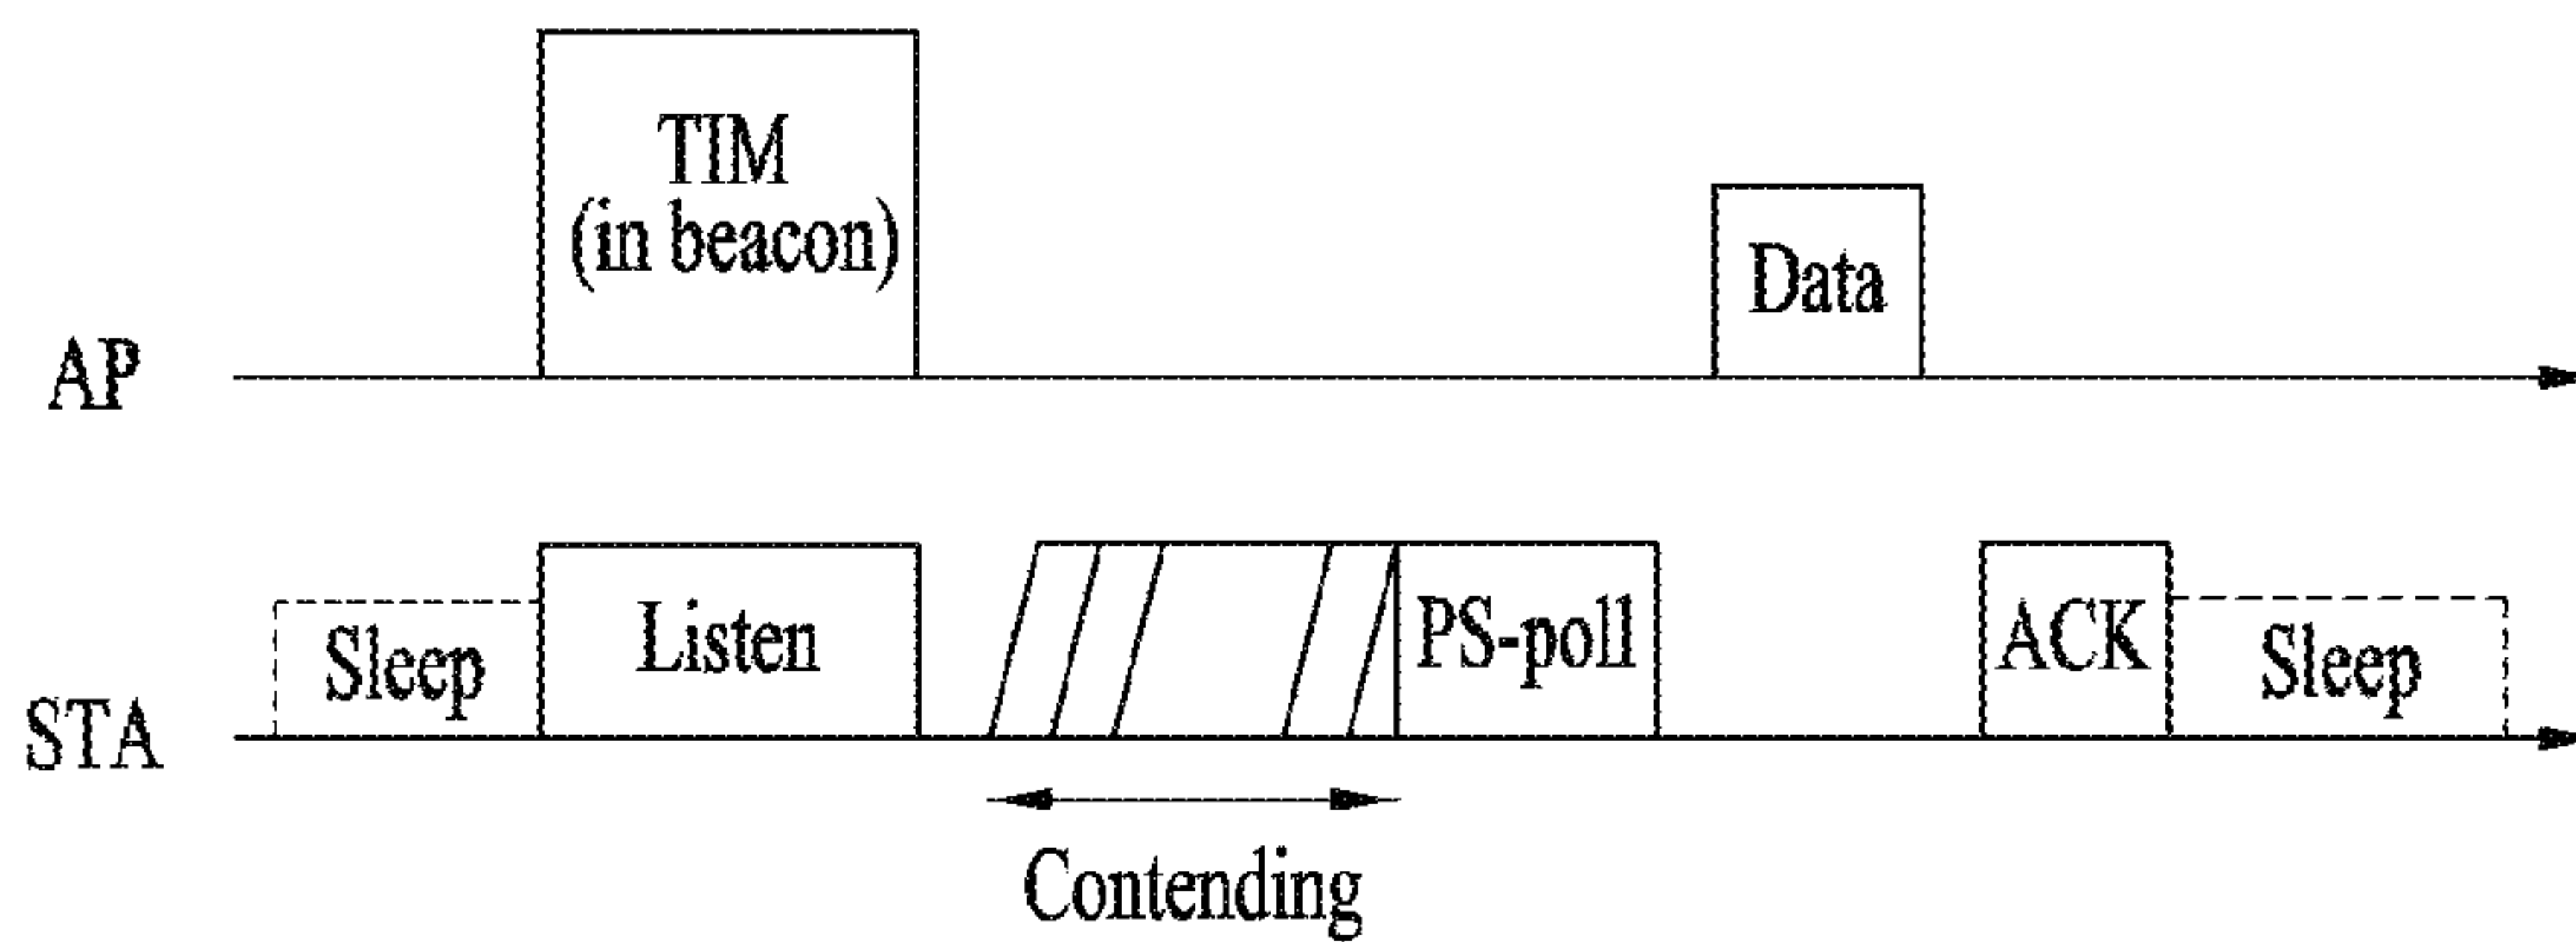 TIM
(in beacon)
Data
AP
Sleep
Listen
PS-poll
ACK
Sleep
STA
Contending